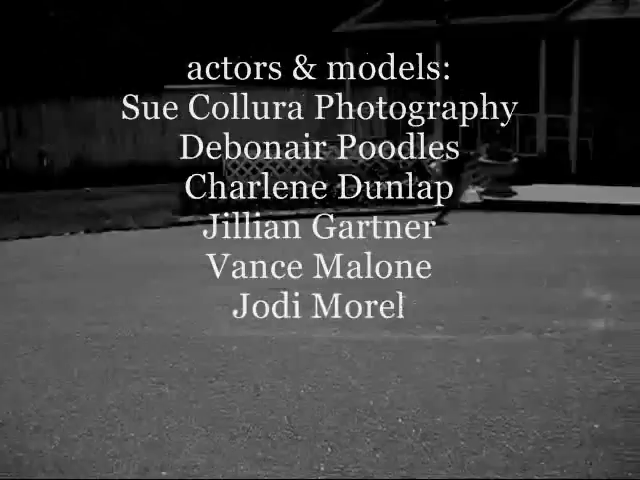 actors & models:
Sue Collura Photography
Debonair Poodles
Charlene Dunlap
Jillian Gartner
Vance Malone
Jodi Morel